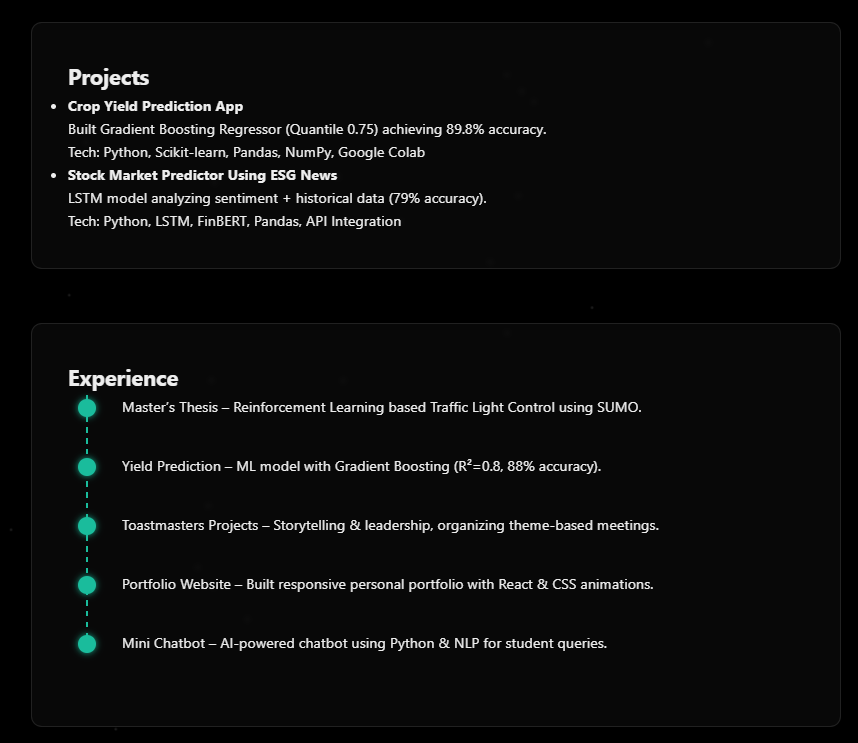 Projects
Crop Yield Prediction App
Built Gradient Boosting Regressor (Quantile 0.75) achieving 89.8% accuracy.
Tech: Python, Scikit-learn, Pandas, NumPy, Google Colab
Stock Market Predictor Using ESG News
LSTM model analyzing sentiment + historical data (79% accuracy).
Tech: Python, LSTM, FinBERT, Pandas, API Integration
Experience
Master’s Thesis – Reinforcement Learning based Traffic Light Control using SUMO.
Yield Prediction – ML model with Gradient Boosting (R²=0.8, 88% accuracy).
Toastmasters Projects – Storytelling & leadership, organizing theme-based meetings.
Portfolio Website – Built responsive personal portfolio with React & CSS animations.
Mini Chatbot – AI-powered chatbot using Python & NLP for student queries.